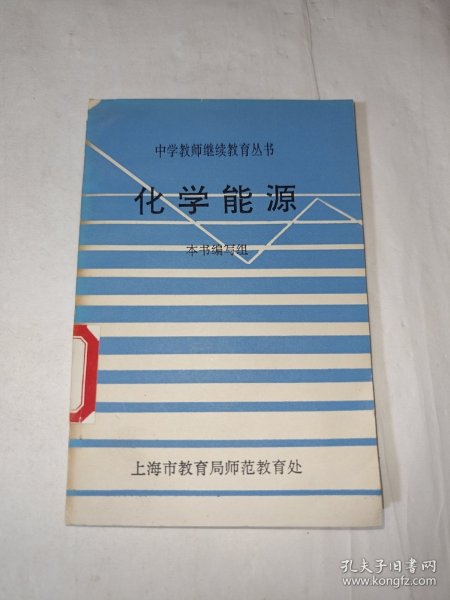 中学教师继续教育丛书
化学能源
本书编写组
上海市教育局师范教育处
孔夫子旧书网
www.kongfz.com